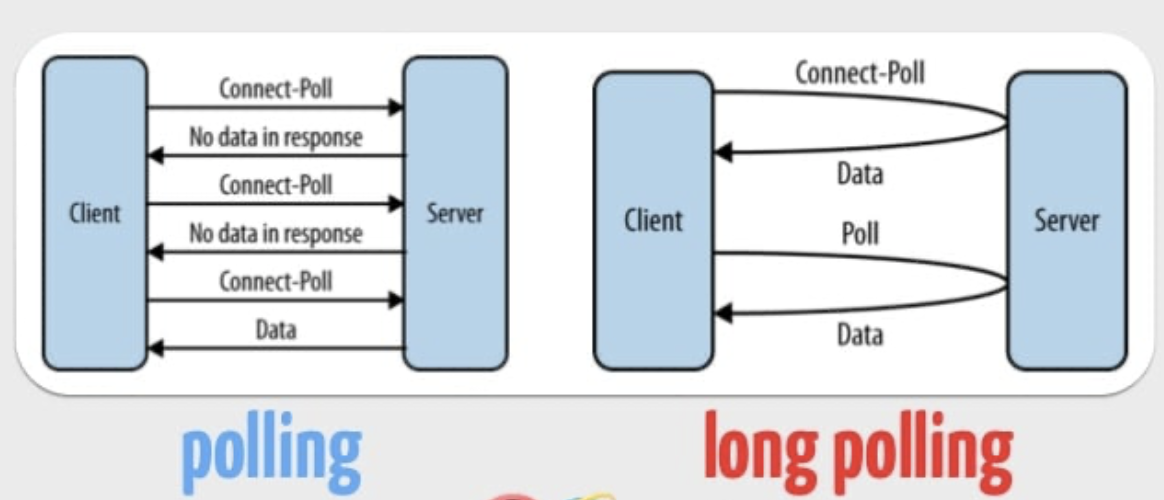 Client
Connect-Poll
No data in response
Connect-Poll
No data in response
Connect-Poll
Data
Server
polling
Client
Connect-Poll
Data
Poll
Data
Server
long polling